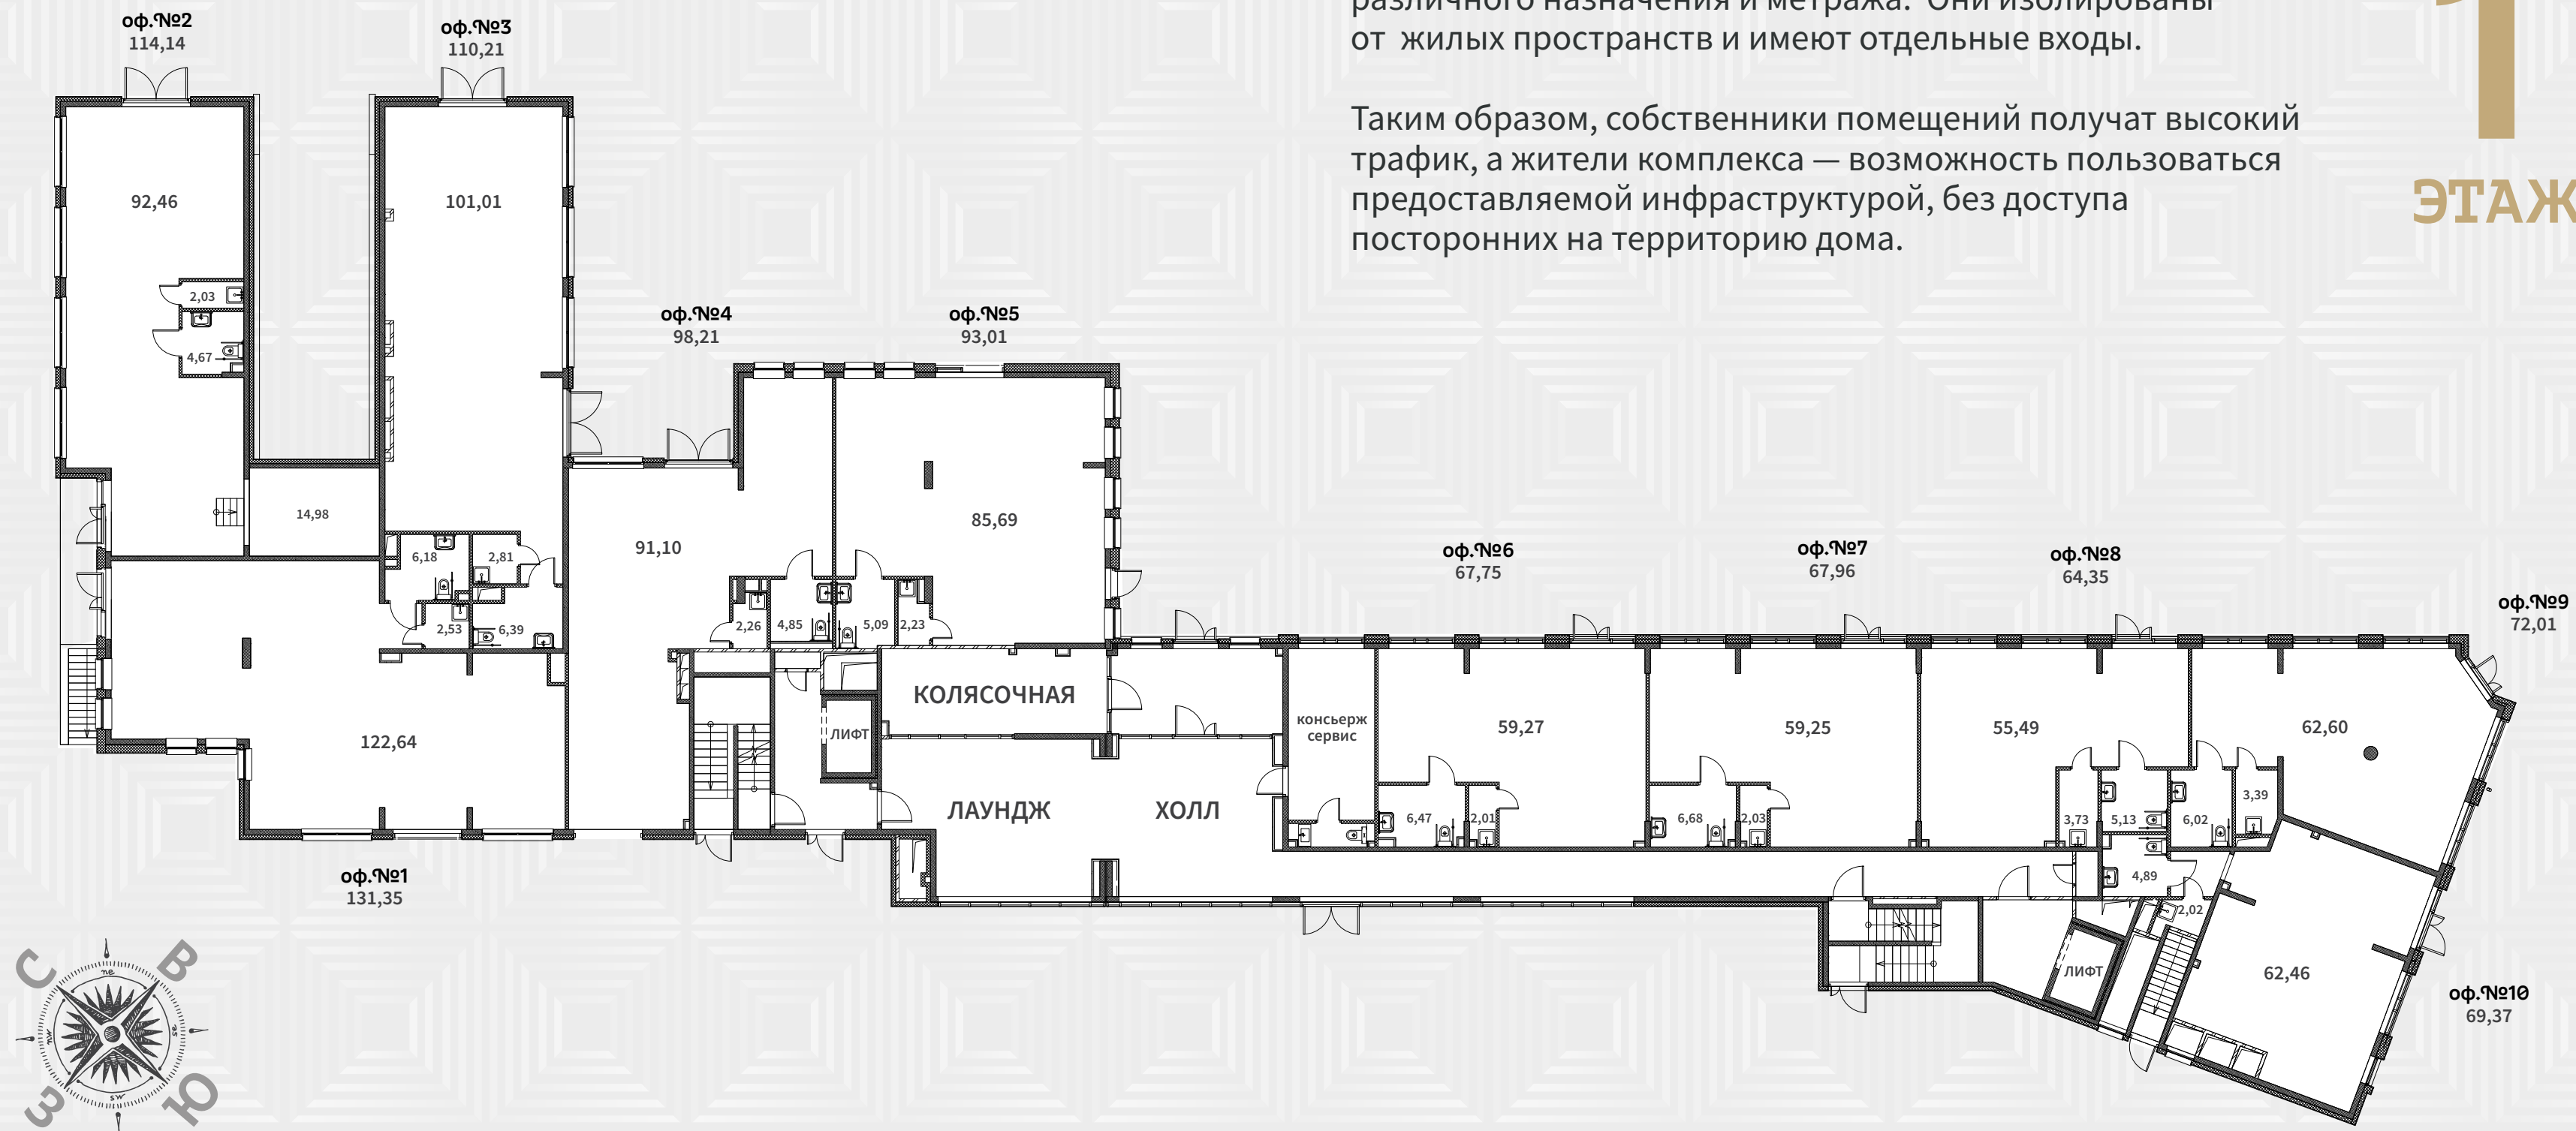 различного назначения и метража. Они изолированы
от жилых пространств и имеют отдельные входы.
Таким образом, собственники помещений получат высокий
трафик, а жители комплекса — возможность пользоваться
предоставляемой инфраструктурой, без доступа
посторонних на территорию дома.
1
ЭТАЖ
оф.№2
114,14
оф.№3
110,21
92,46
101,01
2,03
4,67
оф.№4
98,21
оф.№5
93,01
14,98
85,69
91,10
6,18
2,81
2,53
6,39
2,26
4,85
5,09
2,23
оф.№6
67,75
оф.№7
67,96
оф.№8
64,35
оф.№9
72,01
КОЛЯСОЧНАЯ
ЛИФТ
122,64
консьерж
сервис
59,27
59,25
55,49
62,60
ЛАУНДЖ
ХОЛЛ
6,47
2,01
6,68
2,03
3,73
5,13
6,02
3,39
4,89
2,02
оф.№1
131,35
ЛИФТ
62,46
оф.№10
69,37
С
В
З
Ю
ne
nw
se
sw